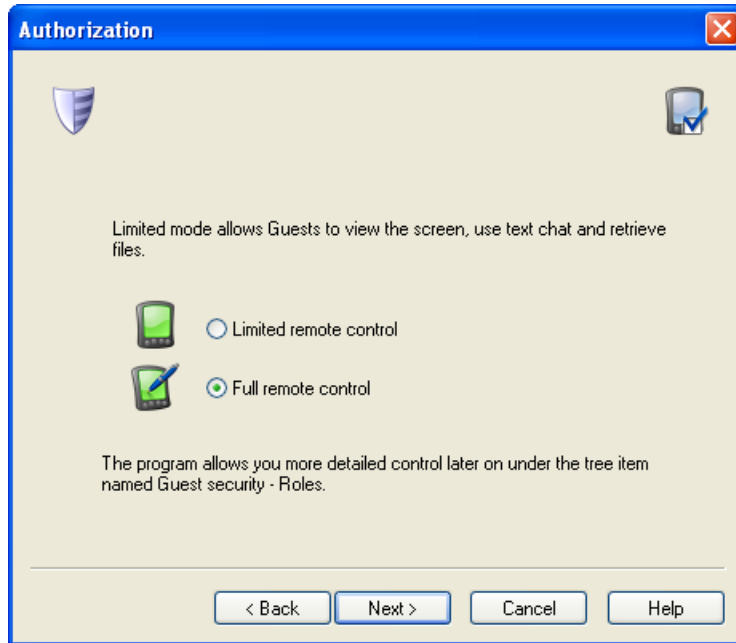 Authorization
Limited mode allows Guests to view the screen, use text chat and retrieve
files.
Limited remote control
Full remote control
The program allows you more detailed control later on under the tree item
named Guest security - Roles.
< Back Next > Cancel Help